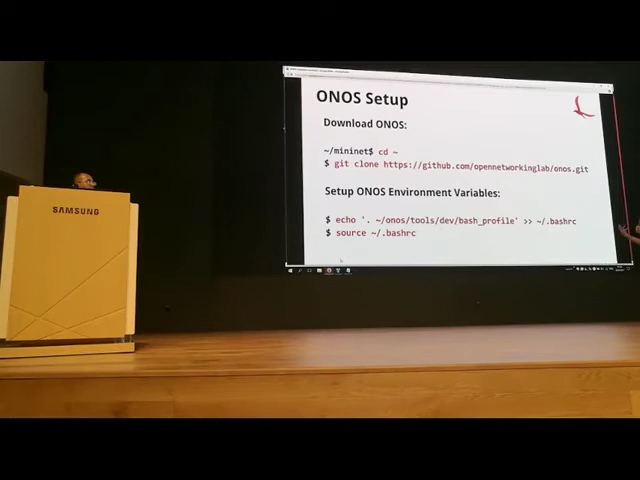 ONOS Setup
Download ONOS:
~/mininet$ cd ~
$ git clone https://github.com/opennetworkinglab/onos.git
Setup ONOS Environment Variables:
$ echo '. ~/onos/tools/dev/bash_profile' >> ~/.bashrc
$ source ~/.bashrc
SAMSUNG